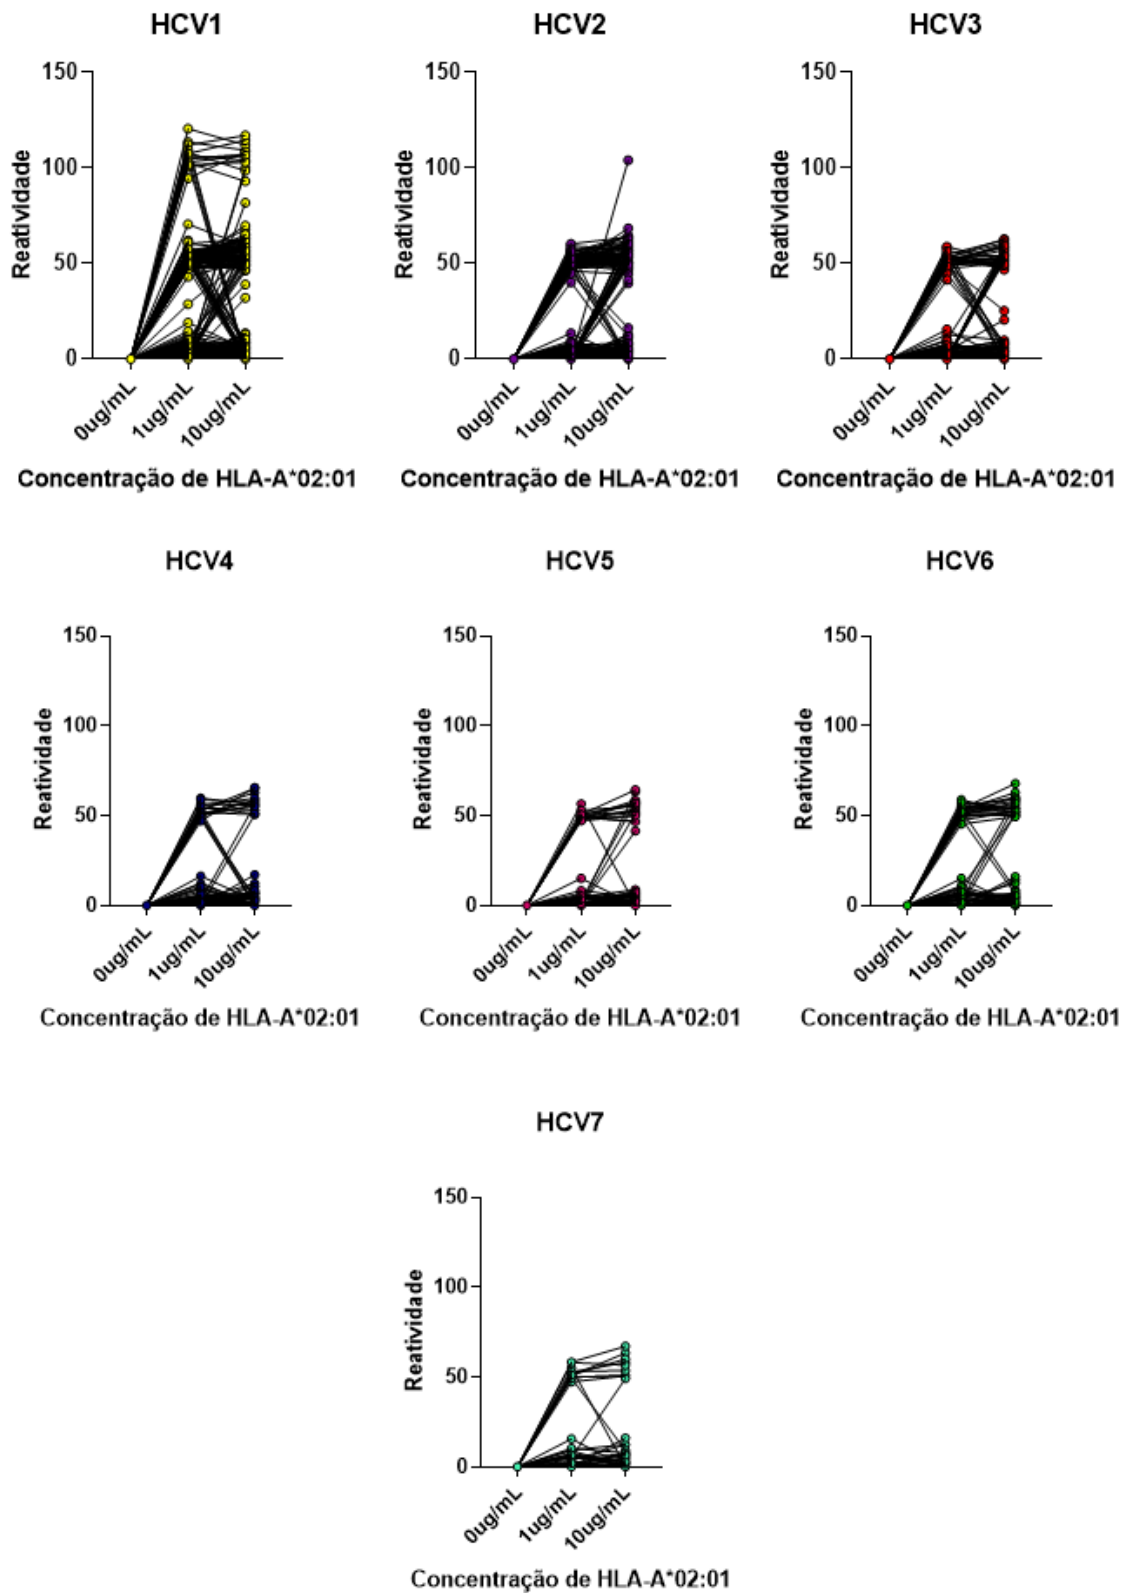 HCV1
HCV2
HCV3
150
100
50
0
Reatividade
0ug/mL
1ug/mL
10ug/mL
Concentração de HLA-A*02:01
150
100
50
0
Reatividade
0ug/mL
1ug/mL
10ug/mL
Concentração de HLA-A*02:01
150
100
50
0
Reatividade
0ug/mL
1ug/mL
10ug/mL
Concentração de HLA-A*02:01
HCV4
HCV5
HCV6
150
100
50
0
Reatividade
0ug/mL
1ug/mL
10ug/mL
Concentração de HLA-A*02:01
150
100
50
0
Reatividade
0ug/mL
1ug/mL
10ug/mL
Concentração de HLA-A*02:01
150
100
50
0
Reatividade
0ug/mL
1ug/mL
10ug/mL
Concentração de HLA-A*02:01
HCV7
150
100
50
0
Reatividade
0ug/mL
1ug/mL
10ug/mL
Concentração de HLA-A*02:01